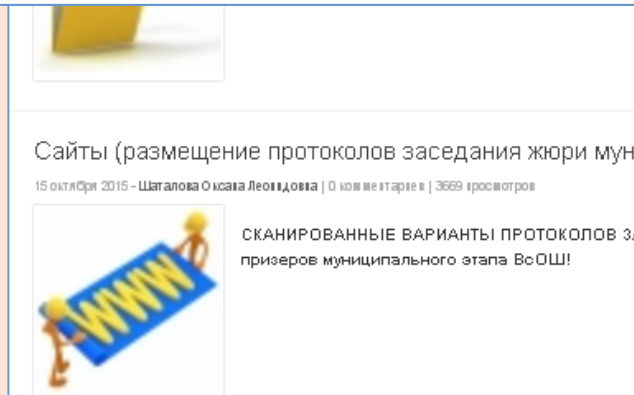 Сайты (размещение протоколов заседания жюри мун
15 октября 2015 - Шаталова Оксана Леонидовна | 0 комментариев | 3669 просмотров
WWW
СКАНИРОВАННЫЕ ВАРИАНТЫ ПРОТОКОЛОВ
призеров муниципального этапа ВсОШ!